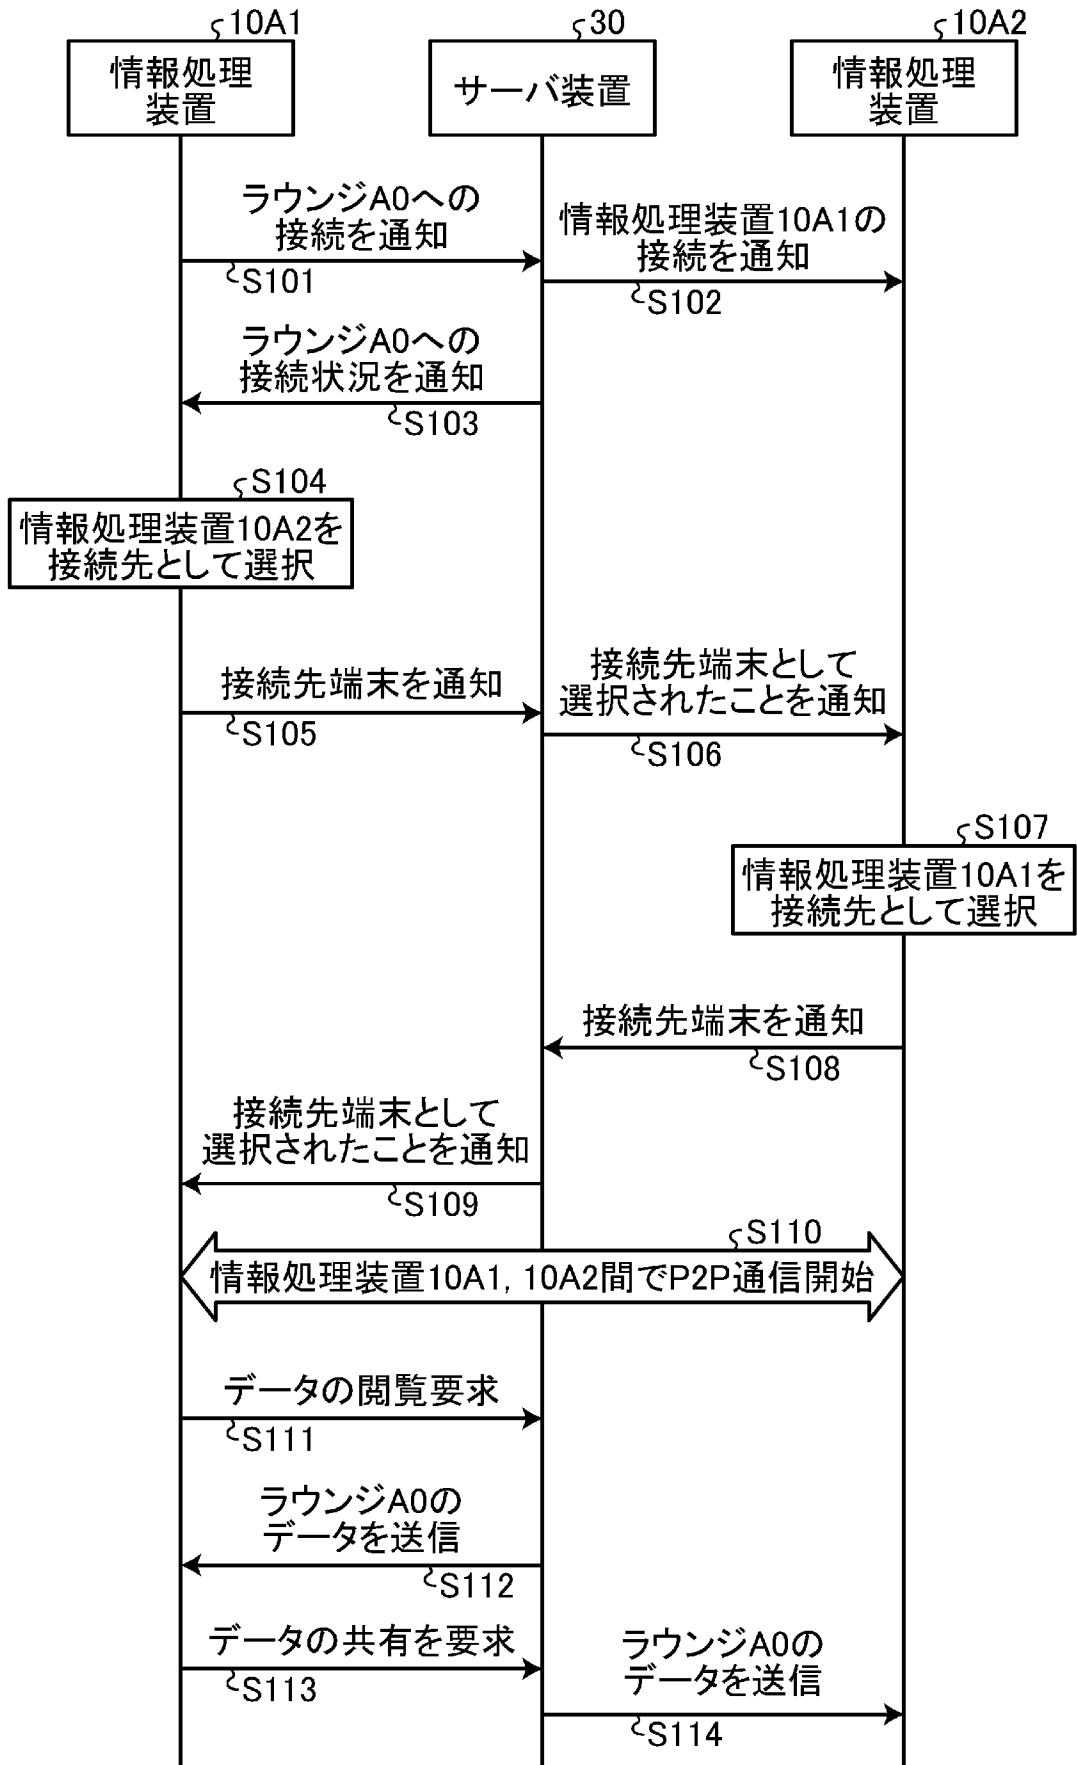 10A1
30
10A2
情報処理
装置
サーバ装置
情報処理
装置
ラウンジA0への
接続を通知
S101
情報処理装置10A1の
接続を通知
S102
ラウンジA0への
接続状況を通知
S103
S104
情報処理装置10A2を
接続先として選択
接続先端末を通知
S105
接続先端末として
選択されたことを通知
S106
S107
情報処理装置10A1を
接続先として選択
接続先端末を通知
S108
接続先端末として
選択されたことを通知
S109
S110
情報処理装置10A1, 10A2間でP2P通信開始
データの閲覧要求
S111
ラウンジA0の
データを送信
S112
データの共有を要求
S113
ラウンジA0の
データを送信
S114